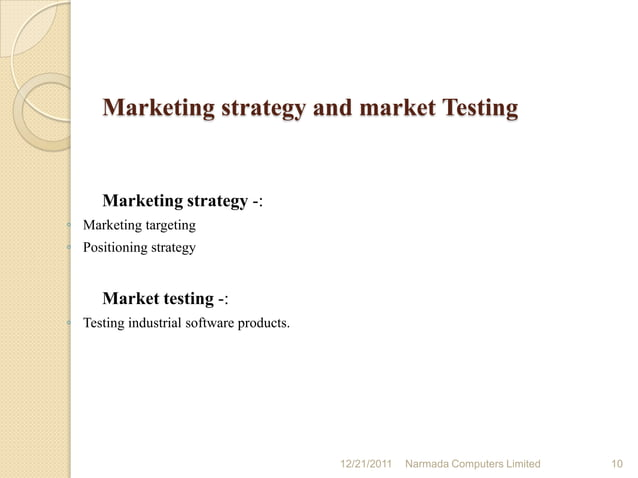 Marketing strategy and market Testing
Marketing strategy -:
◦ Marketing targeting
◦ Positioning strategy
Market testing -:
◦ Testing industrial software products.
12/21/2011 Narmada Computers Limited 10